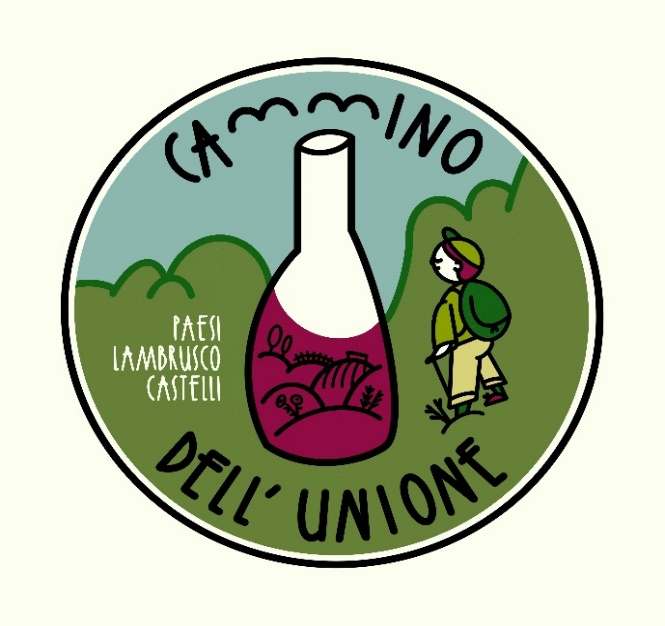 CAMMINO
PAESI
LAMBRUSCO
CASTELLI
DELL' UNIONE